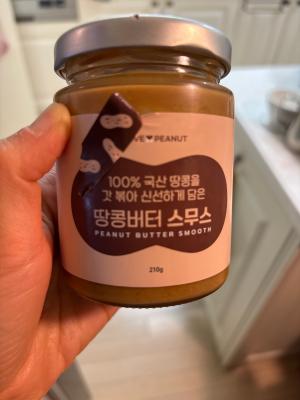 VE♥PEANUT
100% 국산 땅콩을
갓 볶아 신선하게 담은
땅콩버터 스무스
PEANUT BUTTER SMOOTH
210g